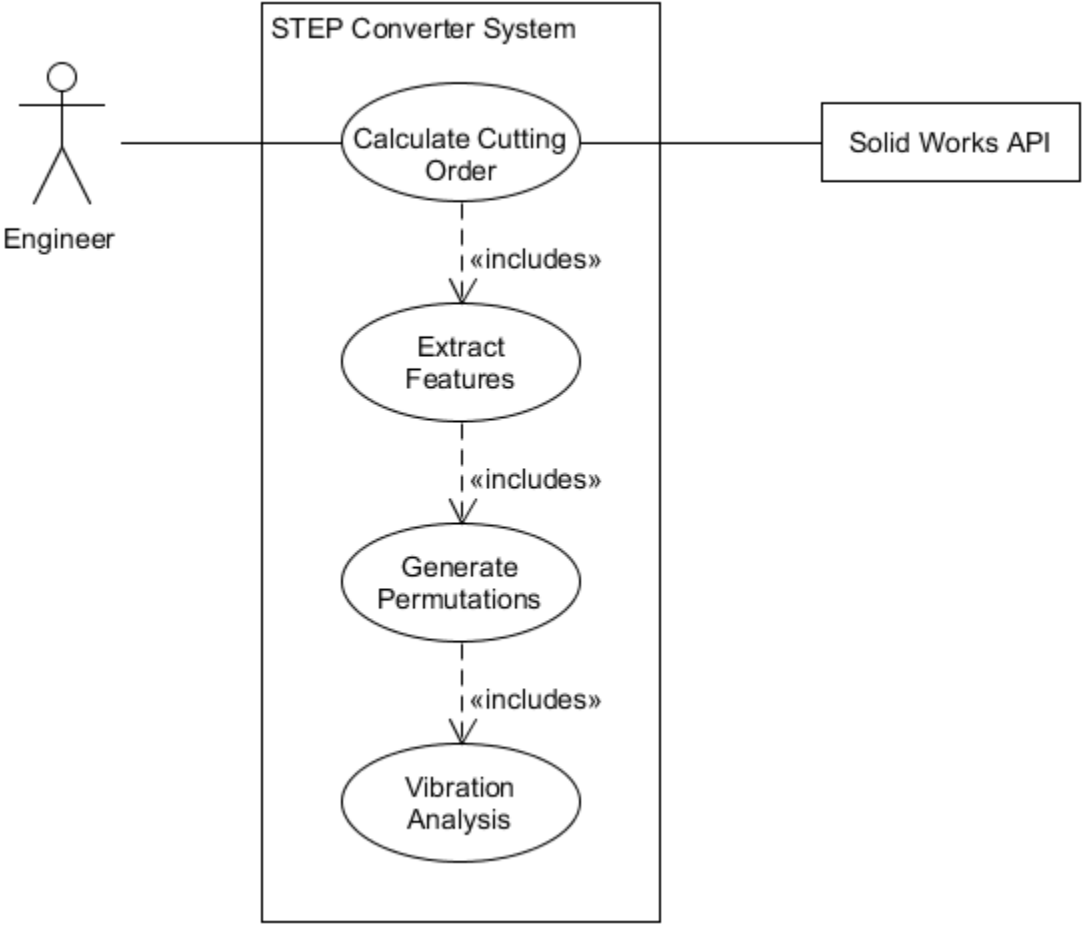 STEP Converter System
Engineer
Calculate Cutting
Order
Solid Works API
«includes»
Extract
Features
«includes»
Generate
Permutations
«includes»
Vibration
Analysis